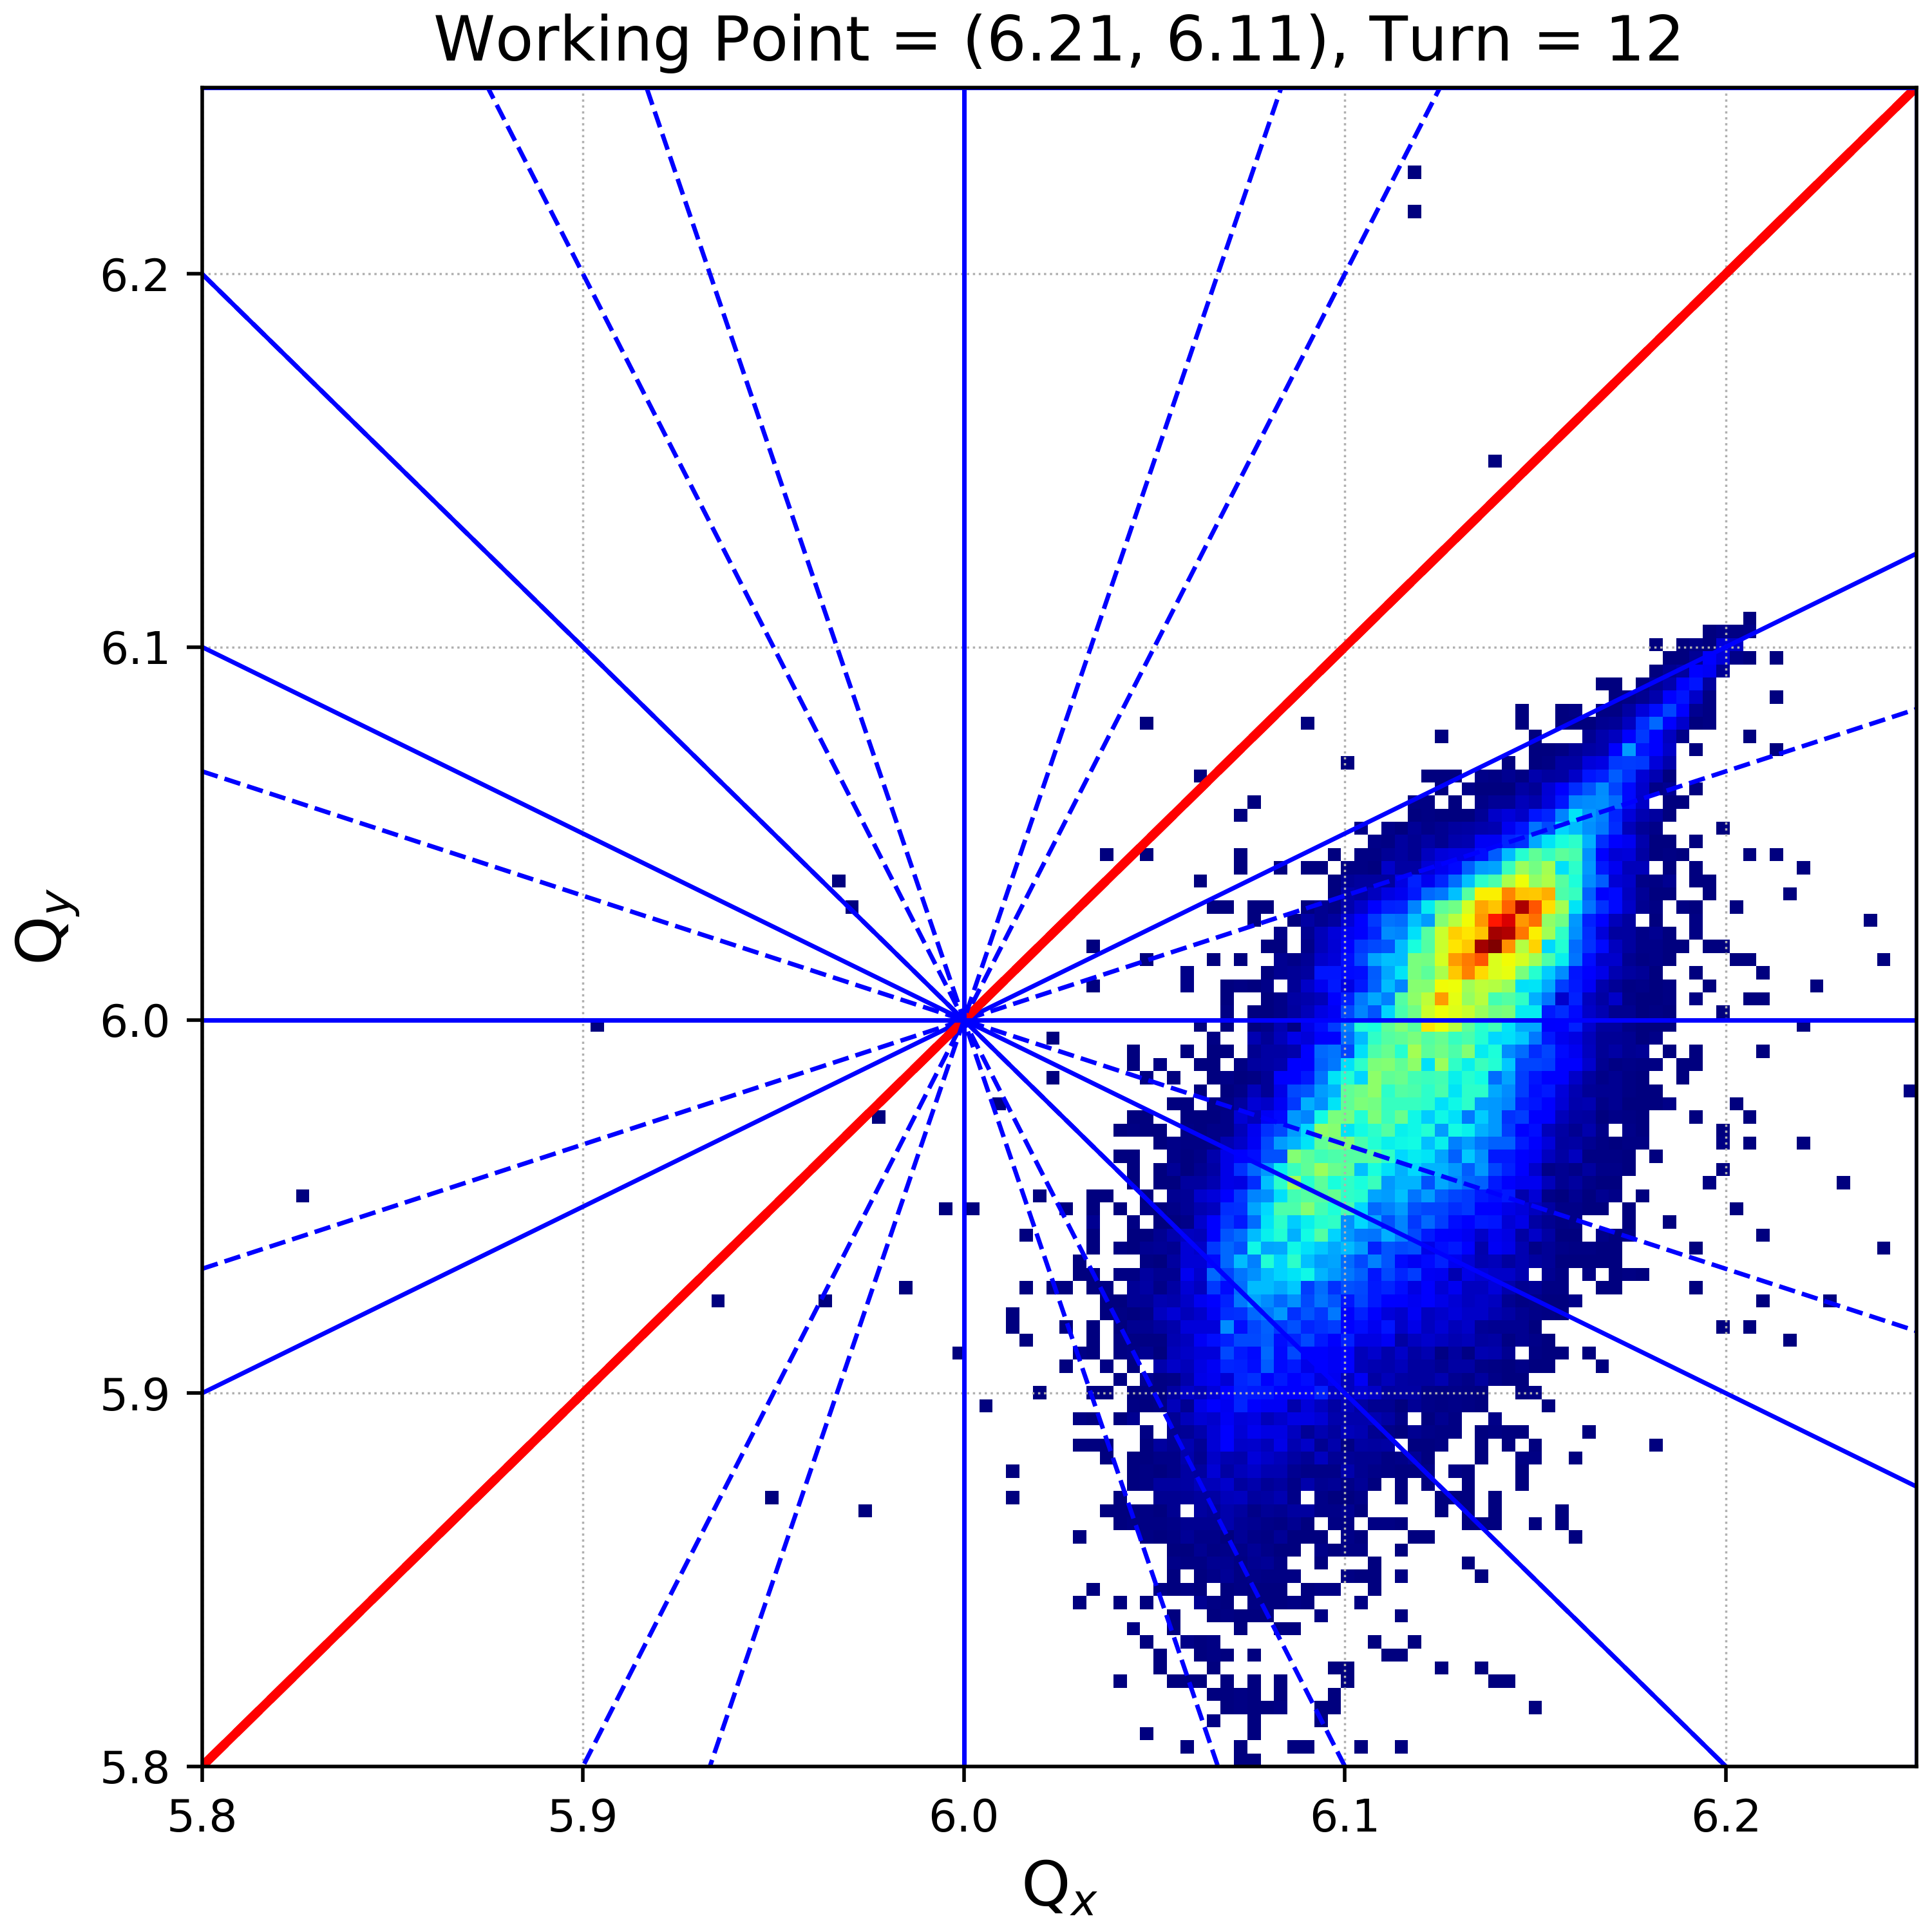 Working Point = (6.21, 6.11), Turn = 12
6.2
6.1
6.0
5.9
5.8
Qy
5.8 5.9 6.0 6.1 6.2
Qx